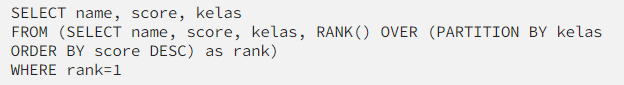 SELECT name, score, kelas
FROM (SELECT name, score, kelas, RANK() OVER (PARTITION BY kelas
ORDER BY score DESC) as rank)
WHERE rank=1